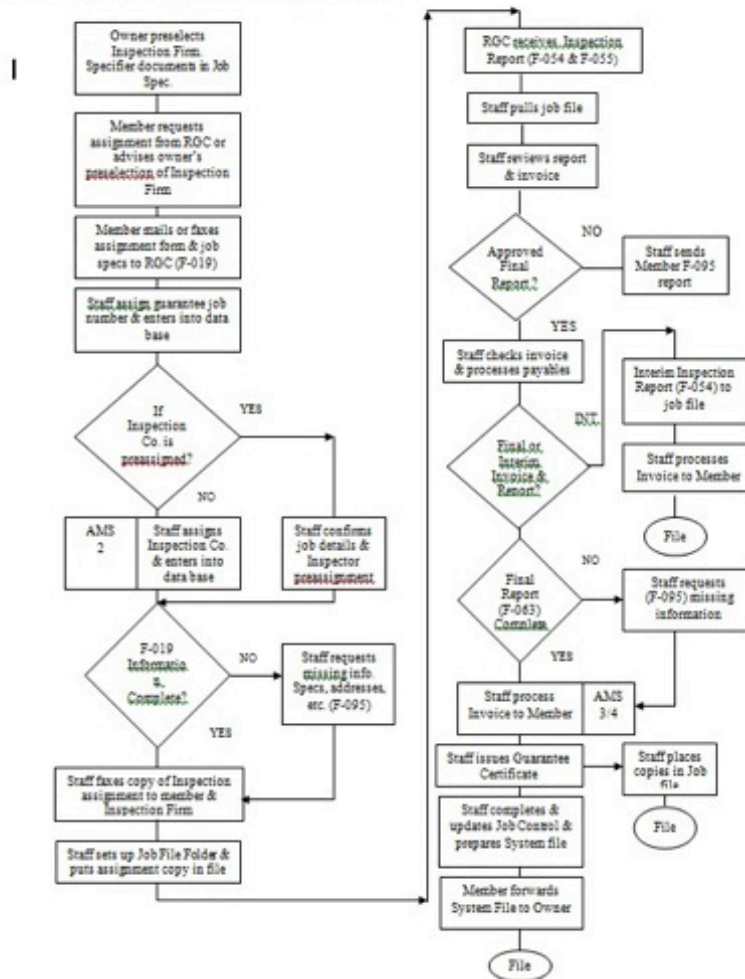 Owner preselects
Inspection Firm.
Specifier documents in Job
Spec.
Member requests
assignment from RGC or
advises owner's
preselection of Inspection
Firm
Member mails or faxes
assignment form & job
specs to RGC (F-019)
Staff assign guarantee job
number & enters into data
base
If
Inspection
Co. is
preassigned?
YES
NO
AMS
2
Staff assigns
Inspection Co.
& enters into
data base
Staff confirms
job details &
Inspector
preassignment
F-019
Informatio
n,
Complete?
NO
YES
Staff requests
missing info.
Specs, addresses,
etc. (F-095)
Staff faxes copy of Inspection
assignment to member &
Inspection Firm
Staff sets up Job File Folder &
puts assignment copy in file
RGC receives Inspection
Report (F-054 & F-055)
Staff pulls job file
Staff reviews report
& invoice
Approved
Final
Report?
NO
YES
Staff sends
Member F-095
report
Staff checks invoice
& processes payables
Final or
Interim
Invoice &
Report?
INT.
Interim Inspection
Report (F-054) to
job file
Staff processes
Invoice to Member
File
Final
Report
(F-063)
Complete
NO
YES
Staff requests
(F-095) missing
information
Staff process
Invoice to Member
AMS
3/4
Staff issues Guarantee
Certificate
Staff places
copies in Job
file
File
Staff completes &
updates Job Control &
prepares System file
Member forwards
System File to Owner
File